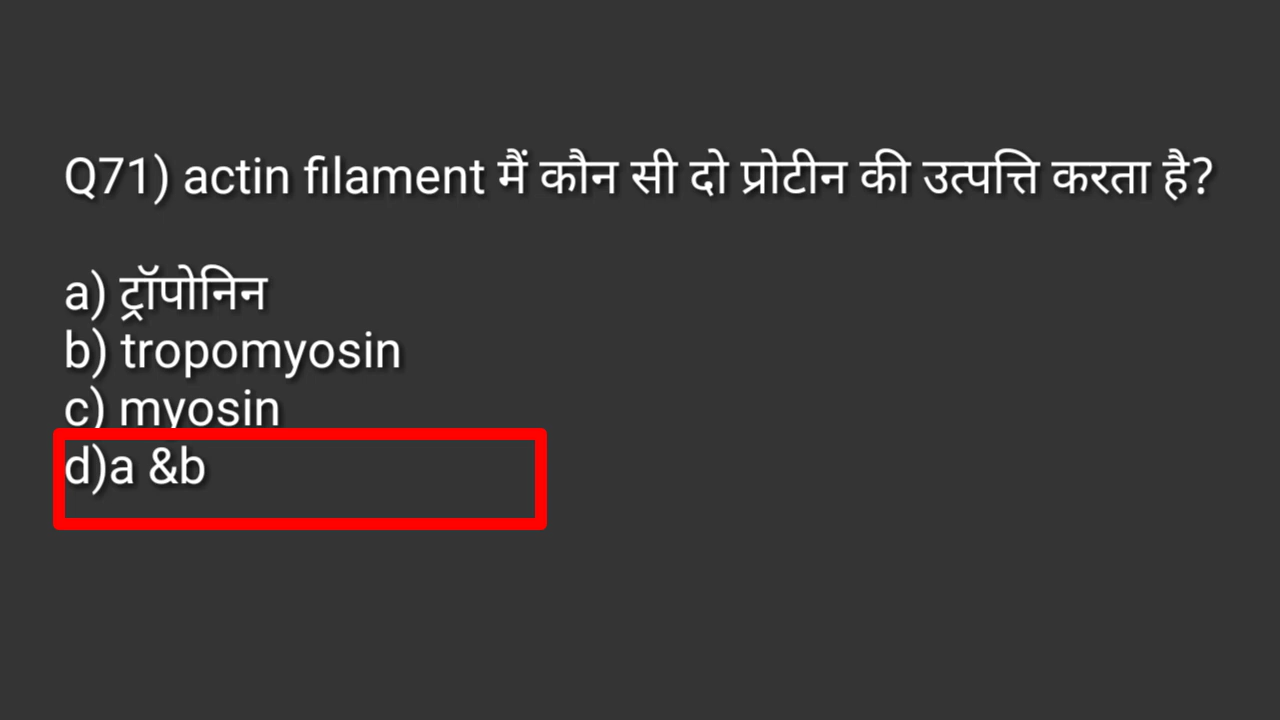 Q71) actin filament मैं कौन सी दो प्रोटीन की उत्पत्ति करता है?
a) ट्रॉपोनिन
b) tropomyosin
c) myosin
d)a &b